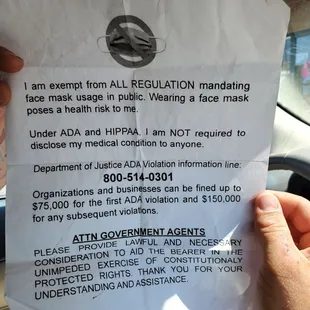 I am exempt from ALL REGULATION mandating
face mask usage in public. Wearing a face mask
poses a health risk to me.
Under ADA and HIPPAA, I am NOT required to
disclose my medical condition to anyone.
Department of Justice ADA Violation information line:
800-514-0301
Organizations and businesses can be fined up to
$75,000 for the first ADA violation and $150,000
for any subsequent violations.
ATTN GOVERNMENT AGENTS
PLEASE PROVIDE LAWFUL AND NECESSARY
CONSIDERATION TO AID THE BEARER IN THE
UNIMPEDED EXERCISE OF CONSTITUTIONALY
PROTECTED RIGHTS. THANK YOU FOR YOUR
UNDERSTANDING AND ASSISTANCE.